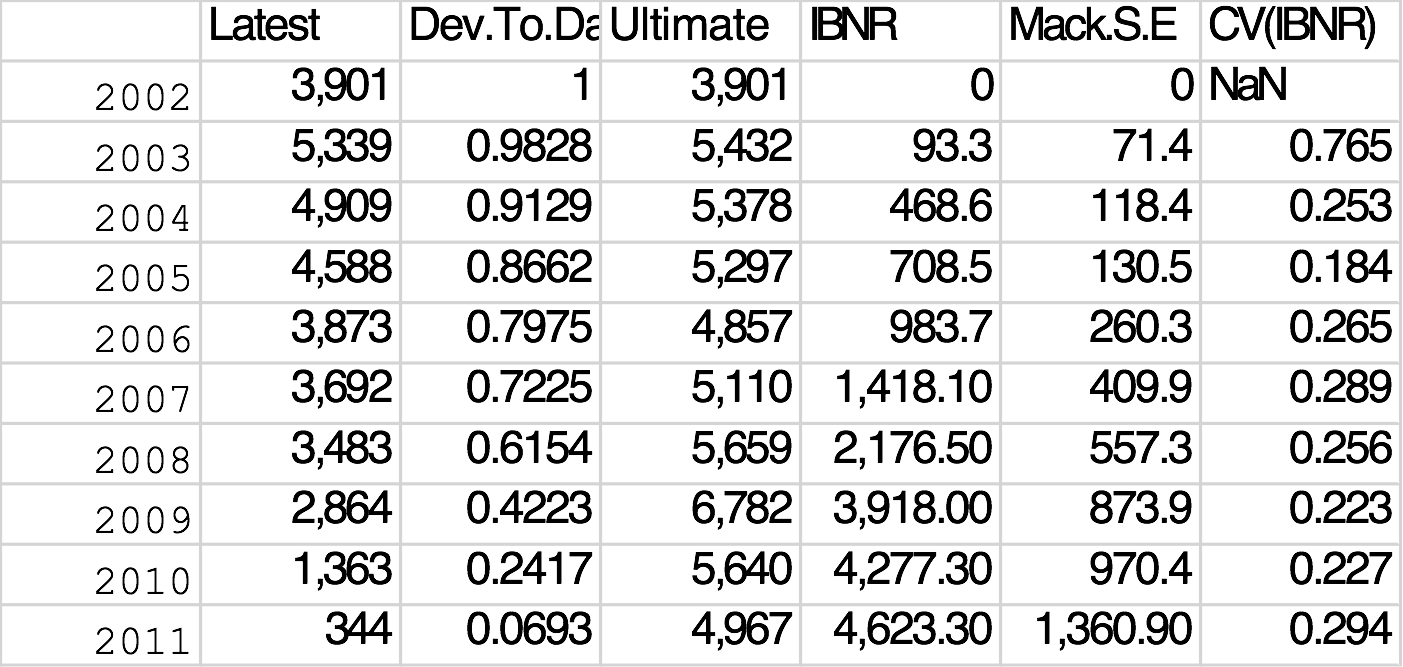 Latest Dev.To.Da Ultimate IBNR Mack.S.E CV(IBNR)
2002 3,901 1 3,901 0 0 NaN
2003 5,339 0.9828 5,432 93.3 71.4 0.765
2004 4,909 0.9129 5,378 468.6 118.4 0.253
2005 4,588 0.8662 5,297 708.5 130.5 0.184
2006 3,873 0.7975 4,857 983.7 260.3 0.265
2007 3,692 0.7225 5,110 1,418.10 409.9 0.289
2008 3,483 0.6154 5,659 2,176.50 557.3 0.256
2009 2,864 0.4223 6,782 3,918.00 873.9 0.223
2010 1,363 0.2417 5,640 4,277.30 970.4 0.227
2011 344 0.0693 4,967 4,623.30 1,360.90 0.294